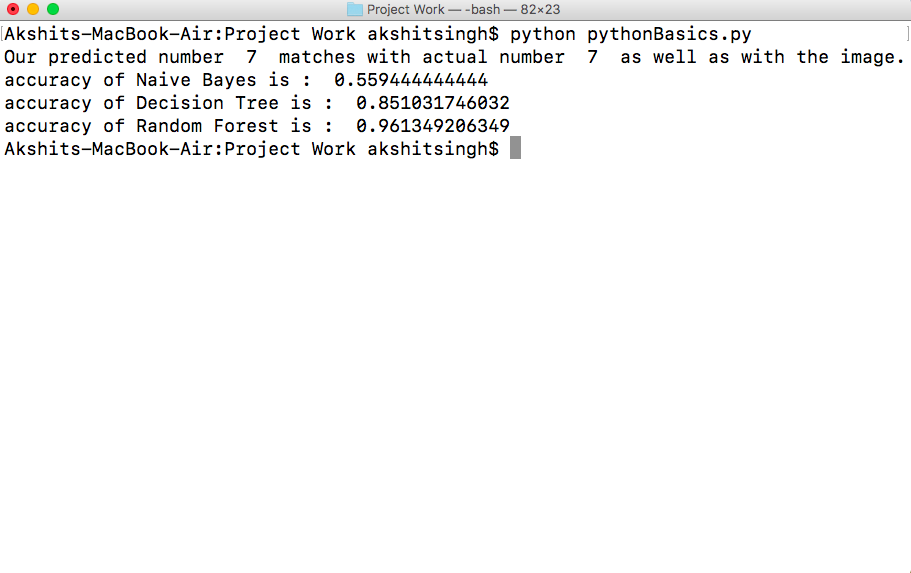 Project Work — -bash — 82×23
Akshits-MacBook-Air:Project Work akshitsingh$ python pythonBasics.py
Our predicted number  7  matches with actual number  7  as well as with the image.
accuracy of Naive Bayes is :  0.559444444444
accuracy of Decision Tree is :  0.851031746032
accuracy of Random Forest is :  0.961349206349
Akshits-MacBook-Air:Project Work akshitsingh$